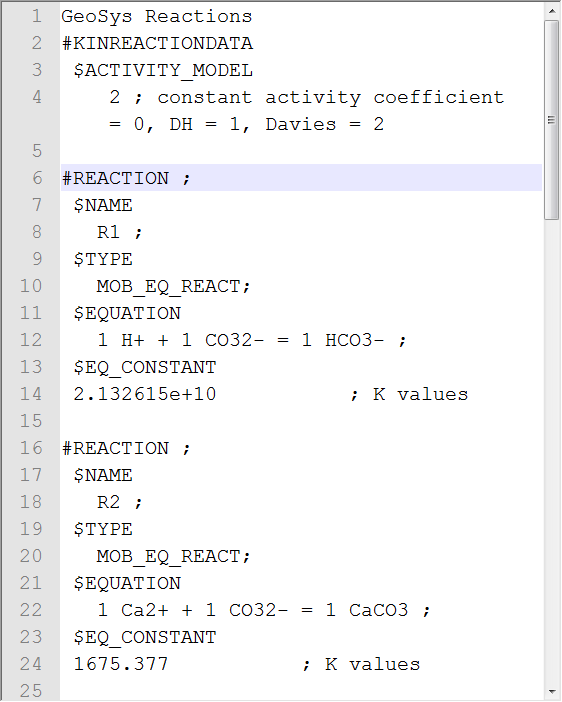 1 GeoSys Reactions
2 #KINREACTIONDATA
3 $ACTIVITY_MODEL
4 2 ; constant activity coefficient
= 0, DH = 1, Davies = 2
5
6 #REACTION ;
7 $NAME
8 R1 ;
9 $TYPE
10 MOB_EQ_REACT;
11 $EQUATION
12 1 H+ + 1 CO32- = 1 HCO3- ;
13 $EQ_CONSTANT
14 2.132615e+10 ; K values
15
16 #REACTION ;
17 $NAME
18 R2 ;
19 $TYPE
20 MOB_EQ_REACT;
21 $EQUATION
22 1 Ca2+ + 1 CO32- = 1 CaCO3 ;
23 $EQ_CONSTANT
24 1675.377 ; K values
25